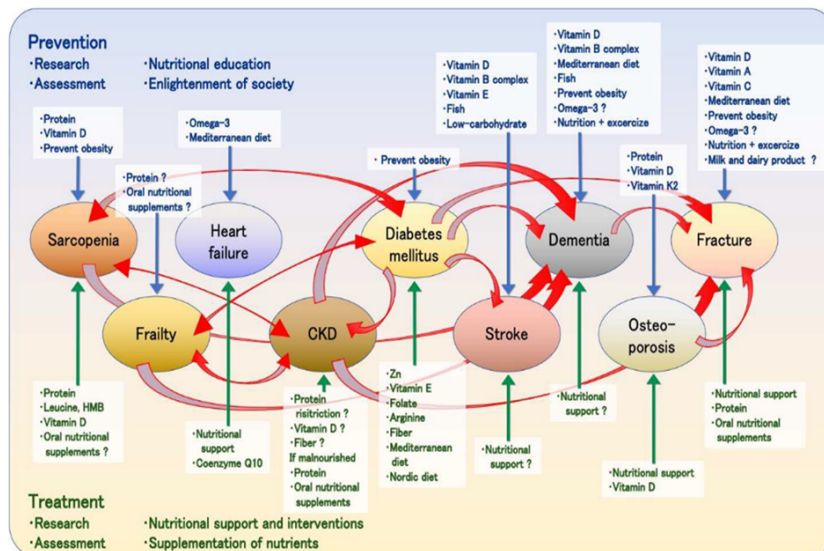 Prevention
・Research
・Nutritional education
・Assessment
・Enlightenment of society
・Protein
・Vitamin D
・Prevent obesity
・Protein ?
・Oral nutritional
supplements ?
・Omega-3
・Mediterranean diet
・Prevent obesity
・Vitamin D
・Vitamin B complex
・Vitamin E
・Fish
・Low-carbohydrate
・Vitamin D
・Vitamin B complex
・Mediterranean diet
・Fish
・Prevent obesity
・Omega-3 ?
・Nutrition + excercize
・Protein
・Vitamin D
・Vitamin K2
・Vitamin D
・Vitamin A
・Vitamin C
・Mediterranean diet
・Prevent obesity
・Omega-3 ?
・Nutrition + excercize
・Milk and dairy product ?
Sarcopenia
Heart
failure
Diabetes
mellitus
Dementia
Fracture
Frailty
CKD
Stroke
Osteo-
porosis
・Protein
・Leucine, HMB
・Vitamin D
・Oral nutritional
supplements ?
・Nutritional
support
・Coenzyme Q10
・Protein
risitriction ?
・Vitamin D ?
・Fiber ?
If malnourished
・Protein
・Oral nutritional
supplements
・Zn
・Vitamin E
・Folate
・Arginine
・Fiber
・Mediterranean
diet
・Nordic diet
・Nutritional
support ?
・Nutritional
support ?
・Nutritional support
・Vitamin D
・Nutritional support
・Protein
・Oral nutritional
supplements
Treatment
・Research
・Nutritional support and interventions
・Assessment
・Supplementation of nutrients